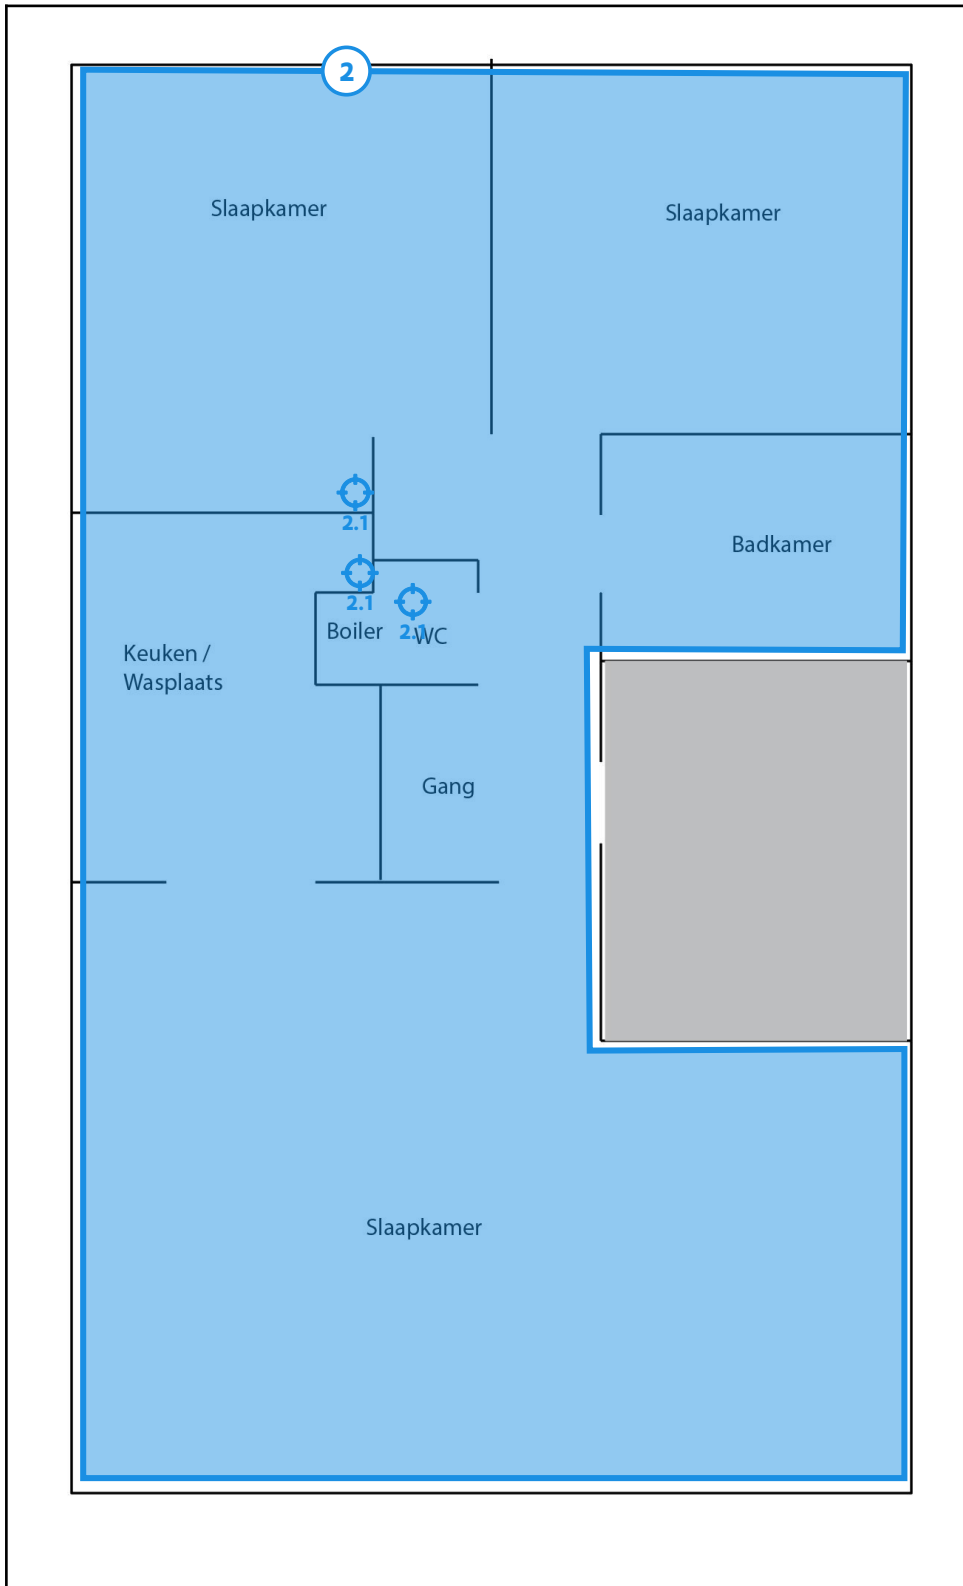 2
Slaapkamer
Slaapkamer
2.1
Badkamer
2.1
Boiler
2.1
WC
Keuken /
Wasplaats
Gang
Slaapkamer